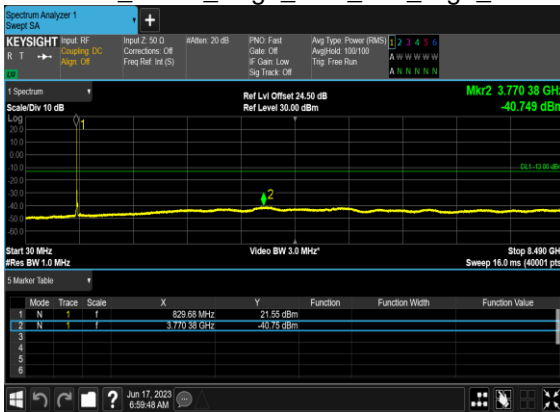 Spectrum Analyzer 1
Swept SA
+
KEYSIGHT Input: RF Input Z: 50 Ω #Atten: 20 dB PNO: Fast Avg Type: Power (RMS) 1 2 3 4 5 6
R T Coupling: DC Corrections: Off Gate: Off Avg|Hold: 100/100 A W W W W W
Align: Off Freq Ref: Int (S) IF Gain: Low Trig: Free Run
Sig Track: Off A N N N N N
1 Spectrum Ref Lvl Offset 24.50 dB Mkr2 3.770 38 GHz
Scale/Div 10 dB Ref Level 30.00 dBm -40.749 dBm
Log
20.0
10.0
0.00
-10.0
-20.0
-30.0
-40.0
-50.0
-60.0
1
DL1 -13.00 dBm
2
Start 30 MHz Video BW 3.0 MHz* Stop 8.490 GHz
#Res BW 1.0 MHz Sweep 16.0 ms (40001 pts)
5 Marker Table
Mode Trace Scale X Y Function Function Width Function Value
1 N 1 f 829.68 MHz 21.55 dBm
2 N 1 f 3.770 38 GHz -40.75 dBm
3
4
5
6
? Jun 17, 2023
6:59:48 AM